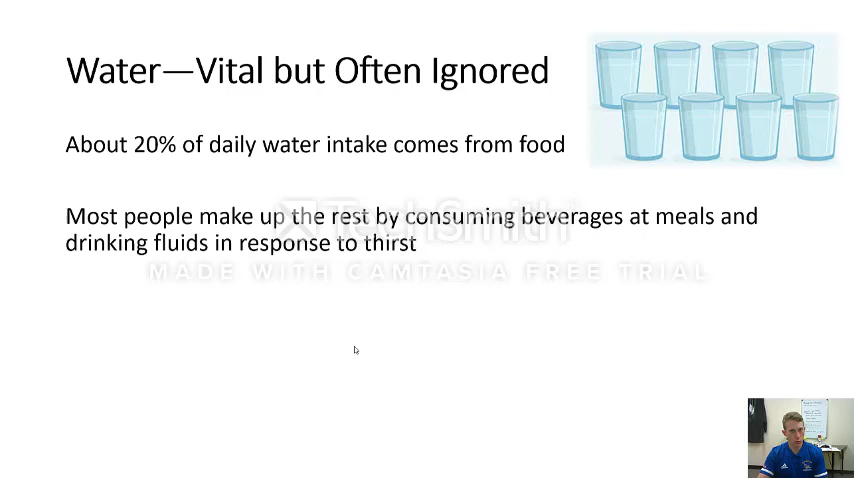 Water—Vital but Often Ignored
About 20% of daily water intake comes from food
Most people make up the rest by consuming beverages at meals and
drinking fluids in response to thirst
TechSmith
MADE WITH CAMTASIA FREE TRIAL